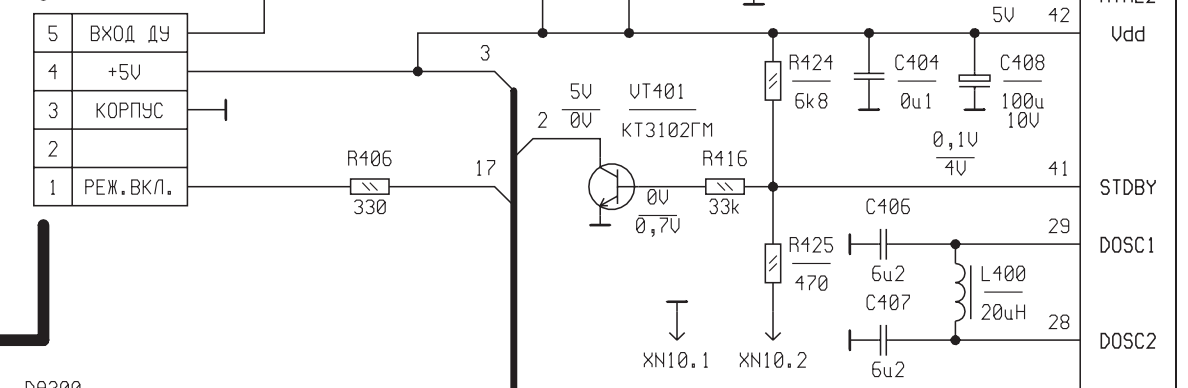 5V 42
5 ВХОД ДУ
Vdd
3
R424
C404
C408
4 +5V
5V
VT401
6k8
0u1
100u
10V
3 КОРПУС
0V
2
КТ3102ГМ
0,1V
4V
2
R406
17
R416
41
1 РЕЖ.ВКЛ.
STDBY
330
0V
0,7V
33k
C406
29
R425
DOSC1
470
6u2
L400
C407
20uH
28
DOSC2
XN10.1
XN10.2
6u2